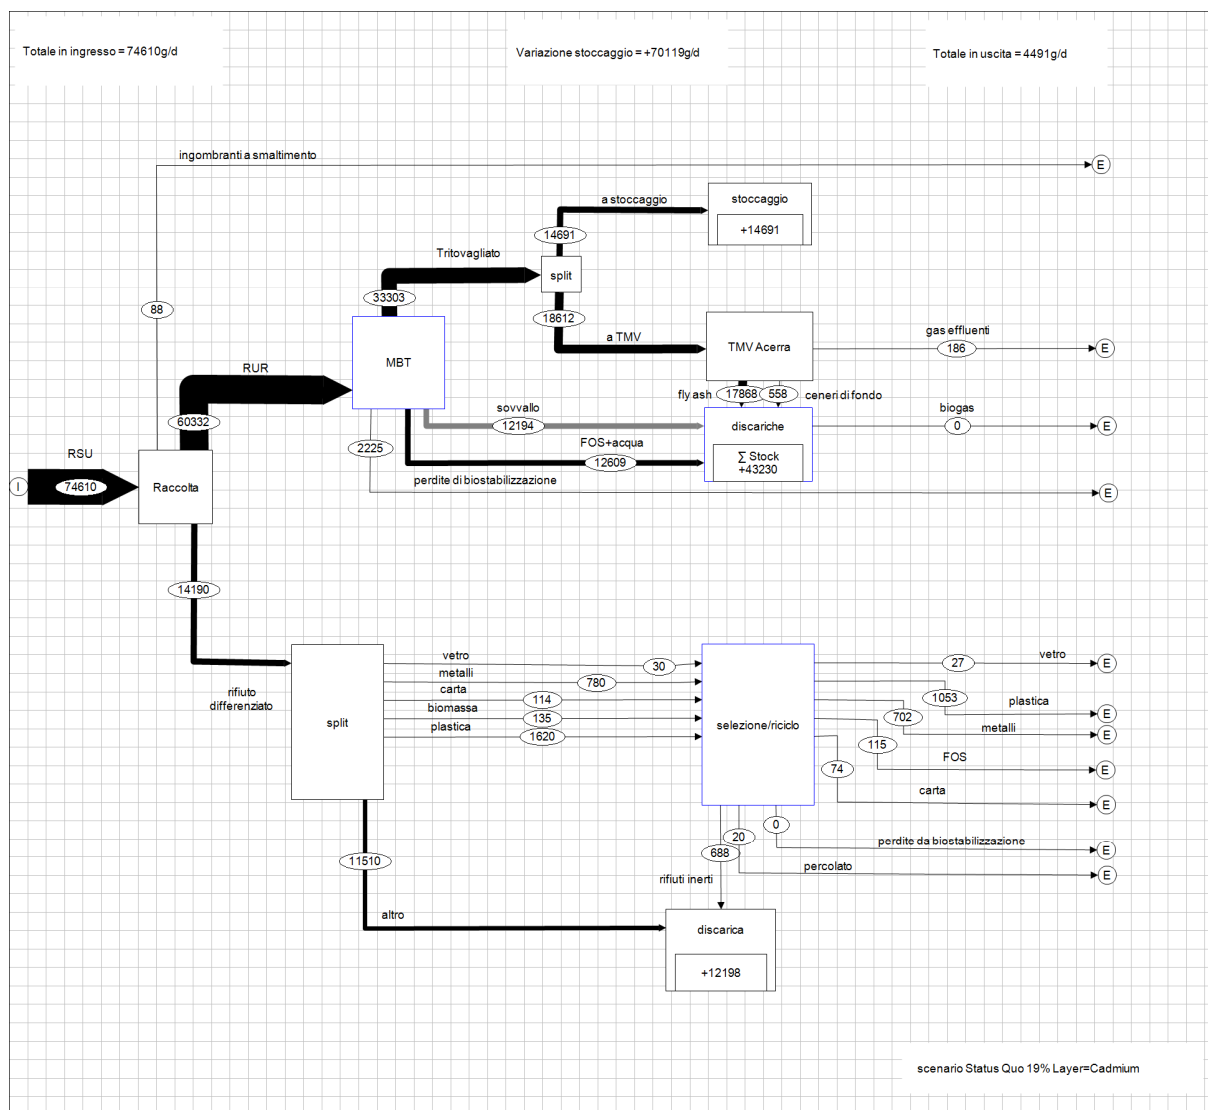 Totale in ingresso = 74610g/d
Variazione stoccaggio = +70119g/d
Totale in uscita = 4491g/d
ingombranti a smaltimento
E
88
a stoccaggio
stoccaggio
+14691
14691
Tritovagliato
split
33303
18612
a TMV
MBT
TMV Acerra
gas effluenti
186
E
RUR
fly ash
17868
558
ceneri di fondo
60332
sovvallo
12194
discariche
biogas
0
E
2225
FOS+acqua
12609
∑ Stock
+43230
perdite di biostabilizzazione
E
RSU
I
74610
Raccolta
14190
rifiuto
differenziato
split
vetro
30
metalli
780
carta
114
biomassa
135
plastica
1620
selezione/riciclo
27
vetro
E
1053
plastica
E
702
metalli
E
115
FOS
E
74
carta
E
0
perdite da biostabilizzazione
E
20
percolato
E
688
rifiuti inerti
11510
altro
discarica
+12198
scenario Status Quo 19% Layer=Cadmium